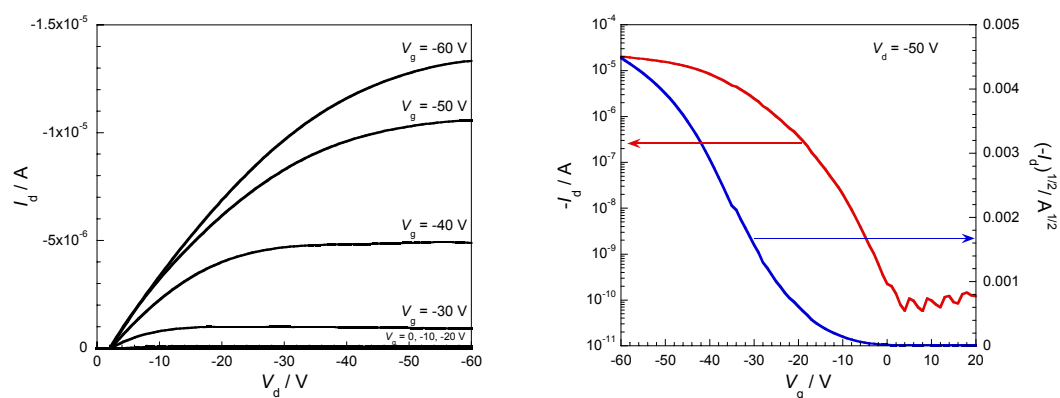 -1.5x10⁻⁵
-1x10⁻⁵
-5x10⁻⁶
0
I_d / A
V_g = -60 V
V_g = -50 V
V_g = -40 V
V_g = -30 V
V_g = 0, -10, -20 V
0 -10 -20 -30 -40 -50 -60
V_d / V
10⁻⁴
10⁻⁵
10⁻⁶
10⁻⁷
10⁻⁸
10⁻⁹
10⁻¹⁰
10⁻¹¹
-I_d / A
V_d = -50 V
0.005
0.004
0.003
0.002
0.001
0
(-I_d)^1/2 / A^1/2
-60 -50 -40 -30 -20 -10 0 10 20
V_g / V